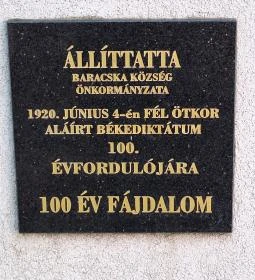 ÁLLÍTTATTA
BARACSKA KÖZSÉG
ÖNKORMÁNYZATA
1920. JÚNIUS 4-én FÉL ÖTKOR
ALÁÍRT BÉKEDIKTÁTUM
100.
ÉVFORDULÓJÁRA
100 ÉV FÁJDALOM